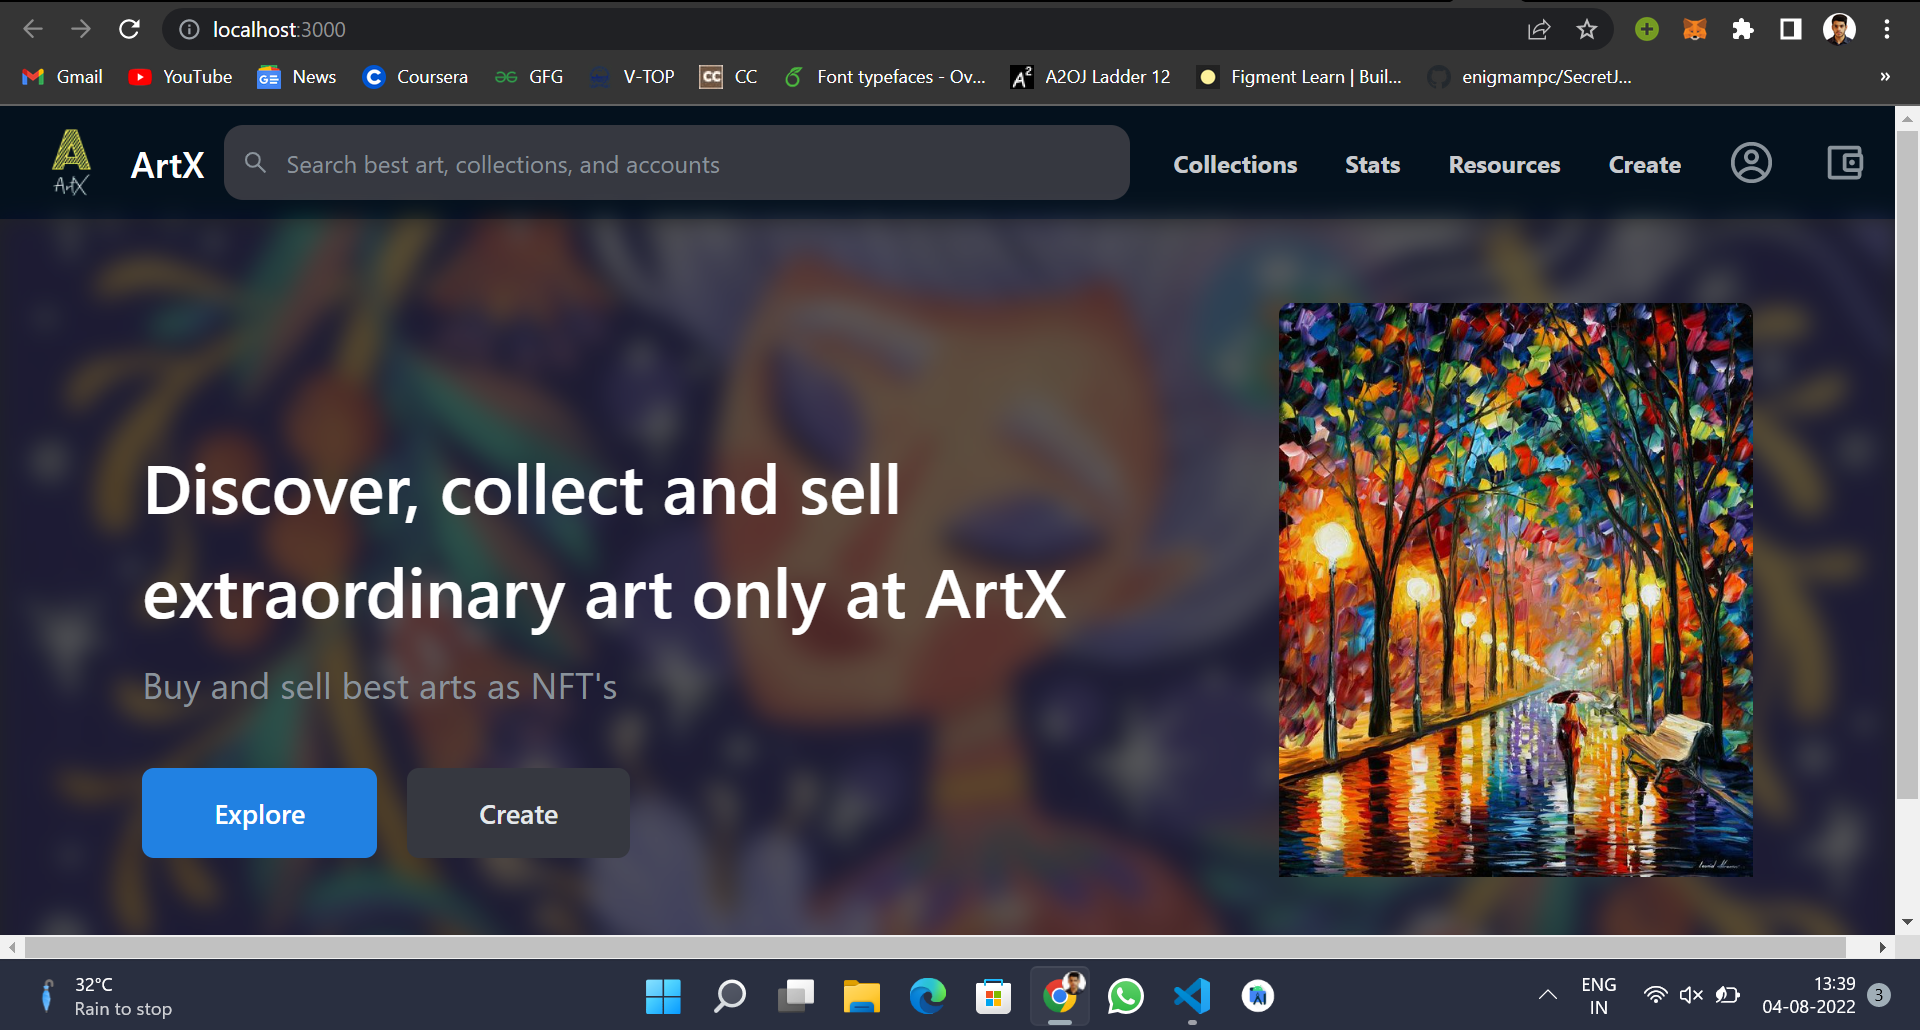 localhost:3000
Gmail
YouTube
News
Coursera
GFG
V-TOP
CC
CC
Font typefaces - Ov...
A2OJ Ladder 12
Figment Learn | Buil...
enigmampc/SecretJ...
»
A
ArtX
ArtX
Search best art, collections, and accounts
Collections
Stats
Resources
Create
Discover, collect and sell
extraordinary art only at ArtX
Buy and sell best arts as NFT's
Explore
Create
32°C
Rain to stop
ENG
IN
13:39
04-08-2022
3